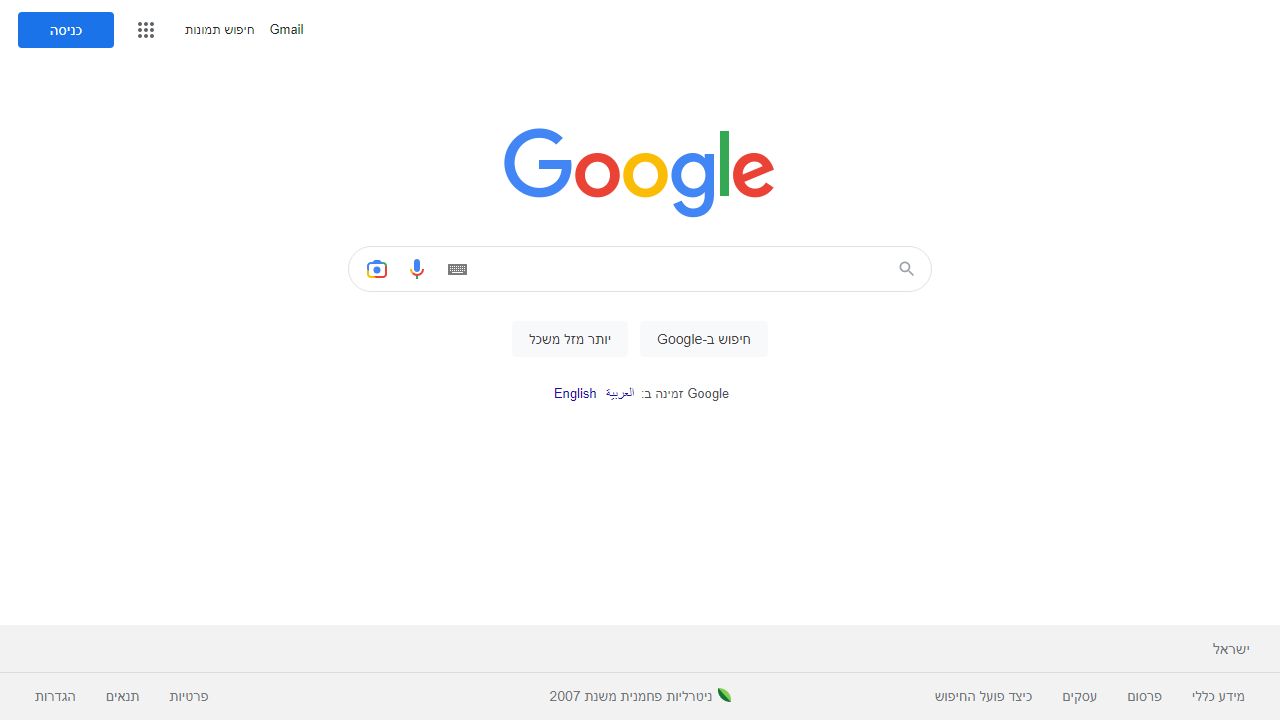 Gmail חיפוש תמונות כניסה
Google
חיפוש ב-Google יותר מזל משכל
Google זמינה ב: العربية English
ישראל
מידע כללי פרסום עסקים כיצד פועל החיפוש ניטרליות פחמנית משנת 2007 פרטיות תנאים הגדרות